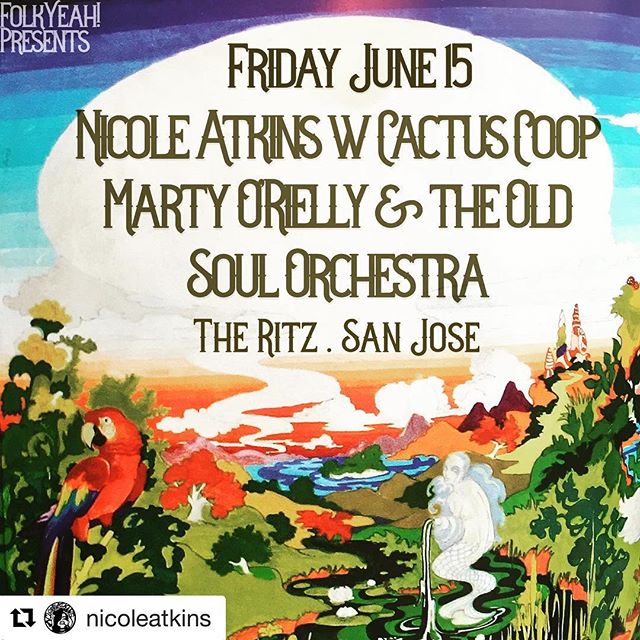 FolkYeah!
Presents
Friday June 15
Nicole Atkins w Cactus Coop
Marty O'Rielly & the Old
Soul Orchestra
The Ritz . San Jose
nicoleatkins